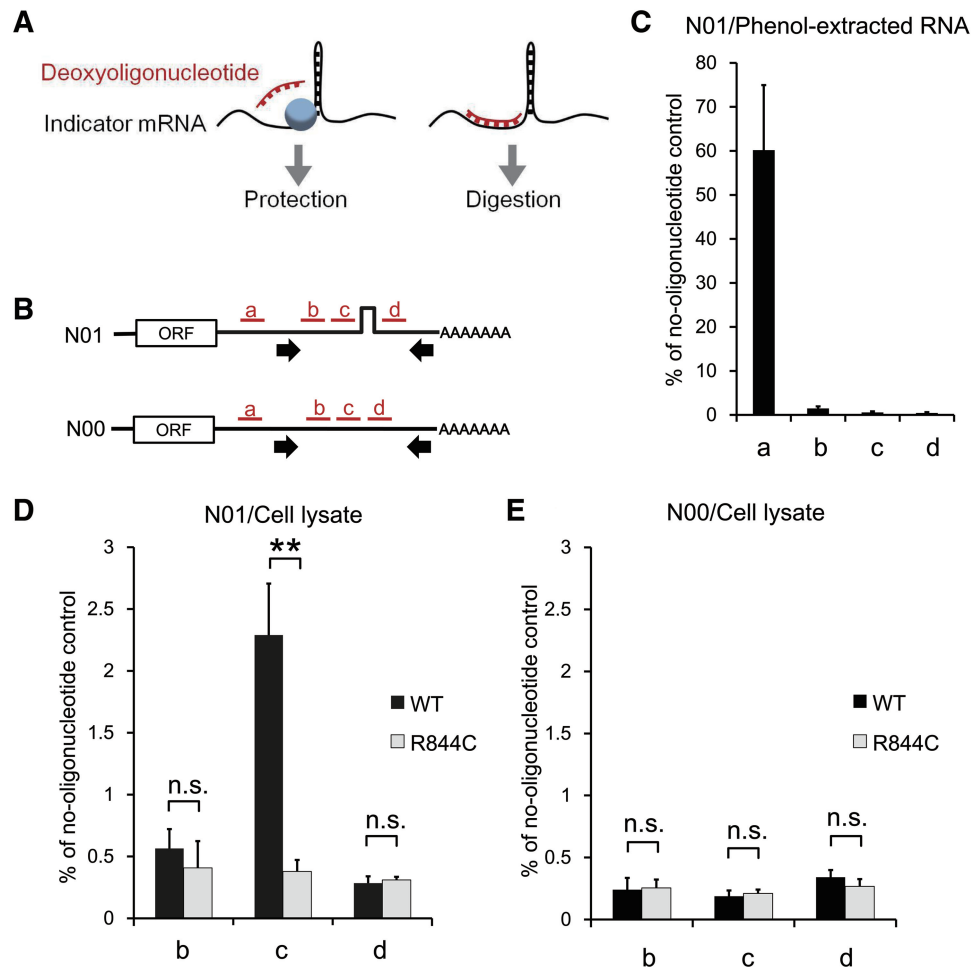 A
Deoxyoligonucleotide
Indicator mRNA
Protection
Digestion
B
N01
ORF
a
b
c
d
AAAAAAA
N00
ORF
a
b
c
d
AAAAAAA
C
N01/Phenol-extracted RNA
% of no-oligonucleotide control
80
70
60
50
40
30
20
10
0
a
b
c
d
D
N01/Cell lysate
% of no-oligonucleotide control
3
2.5
2
1.5
1
0.5
0
n.s.
**
n.s.
WT
R844C
b
c
d
E
N00/Cell lysate
% of no-oligonucleotide control
3
2.5
2
1.5
1
0.5
0
n.s.
n.s.
n.s.
WT
R844C
b
c
d